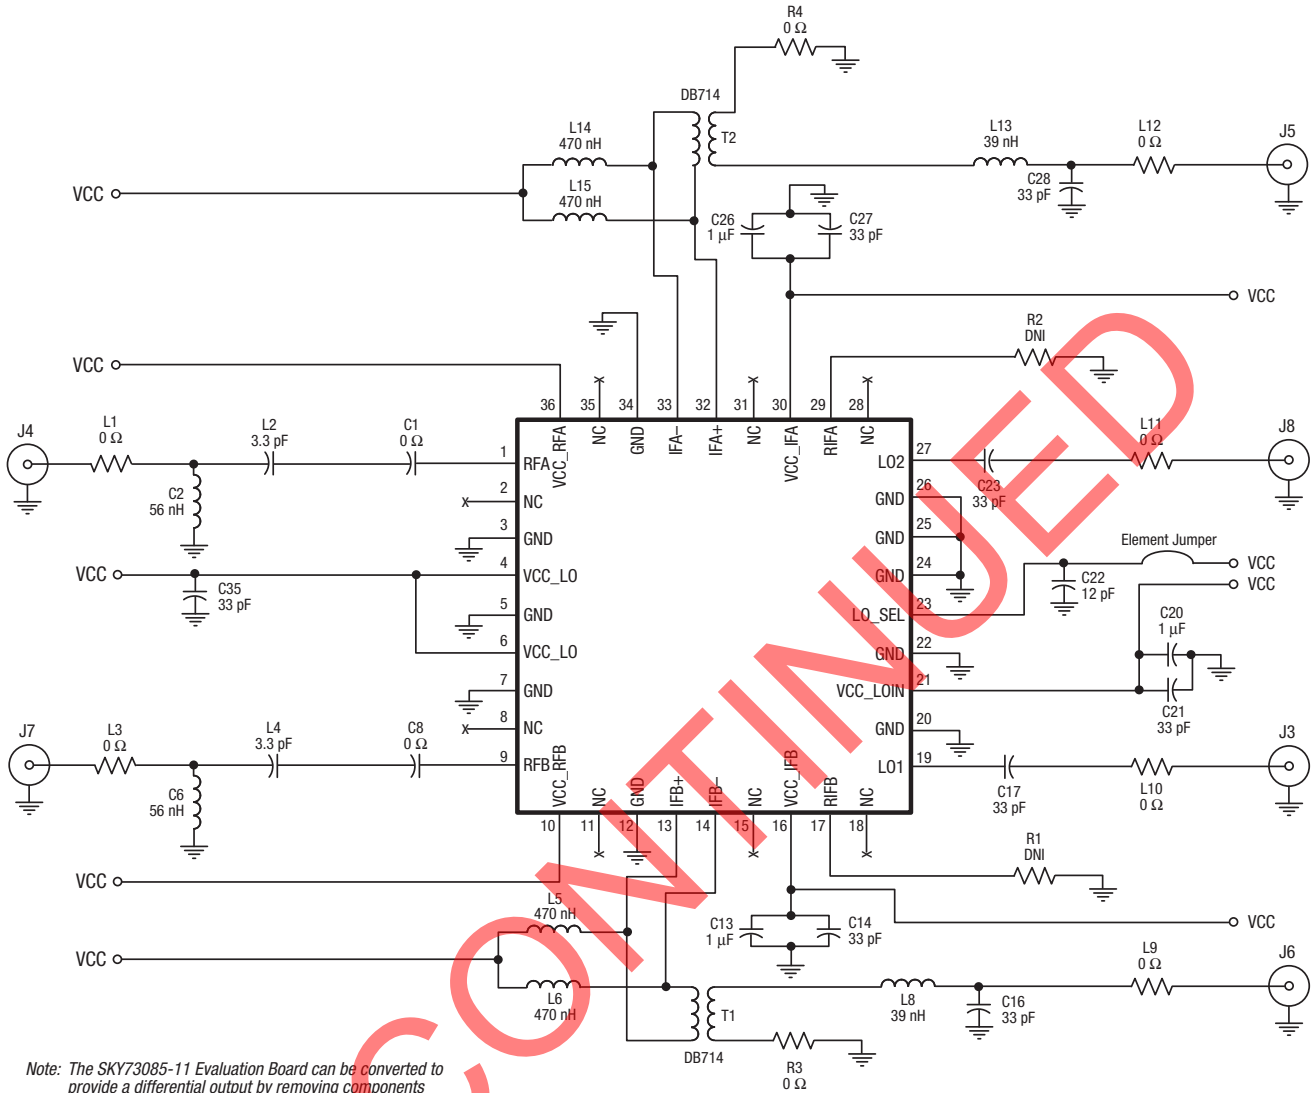 R4
0 Ω
DB714
T2
L14
470 nH
L15
470 nH
L13
39 nH
L12
0 Ω
J5
C28
33 pF
VCC
C26
1 µF
C27
33 pF
VCC
R2
DNI
VCC
36
35
34
33
32
31
30
29
28
VCC_RFA
NC
GND
IFA–
IFA+
NC
VCC_IFA
RIFA
NC
J4
L1
0 Ω
L2
3.3 pF
C1
0 Ω
C2
56 nH
1
RFA
2
NC
3
GND
4
VCC_LO
5
GND
6
VCC_LO
7
GND
8
NC
9
RFB
VCC
C35
33 pF
27
LO2
26
GND
25
GND
24
GND
23
LO_SEL
22
GND
21
VCC_LOIN
20
GND
19
LO1
C23
33 pF
L11
0 Ω
J8
Element Jumper
VCC
VCC
C22
12 pF
C20
1 µF
C21
33 pF
J7
L3
0 Ω
L4
3.3 pF
C8
0 Ω
C6
56 nH
C17
33 pF
L10
0 Ω
J3
VCC_RFB
NC
GND
IFB+
IFB–
NC
VCC_IFB
RIFB
NC
10
11
12
13
14
15
16
17
18
R1
DNI
VCC
L5
470 nH
VCC
L6
470 nH
C13
1 µF
C14
33 pF
VCC
T1
DB714
L8
39 nH
C16
33 pF
L9
0 Ω
J6
R3
0 Ω
CONTINUED
Note: The SKY73085-11 Evaluation Board can be converted to
provide a differential output by removing components